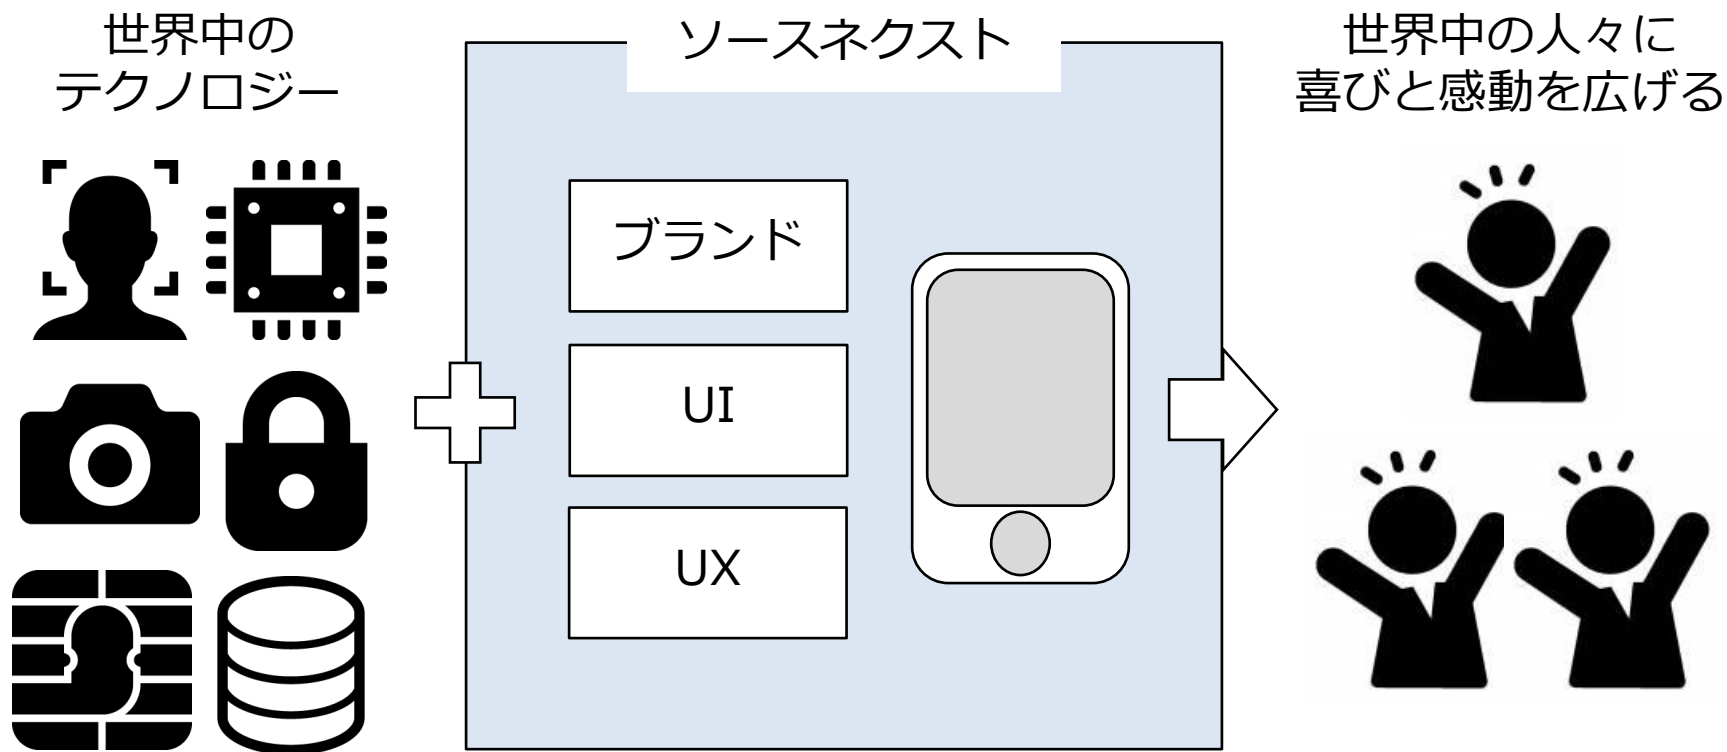 世界中の
テクノロジー
ソースネクスト
ブランド
UI
UX
世界中の人々に
喜びと感動を広げる